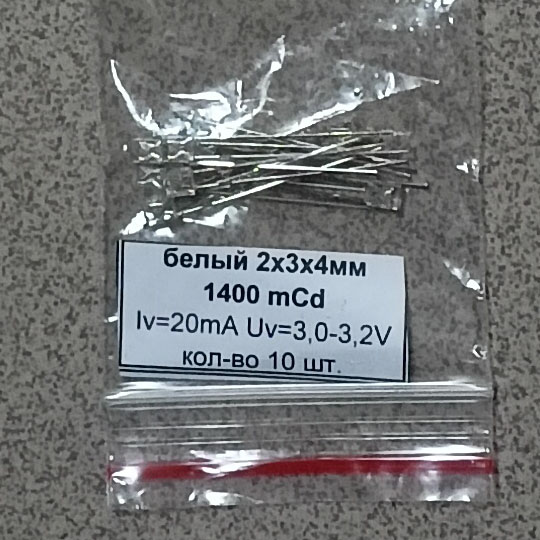 белый 2х3х4мм
1400 mCd
Iv=20mA Uv=3,0-3,2V
кол-во 10 шт.